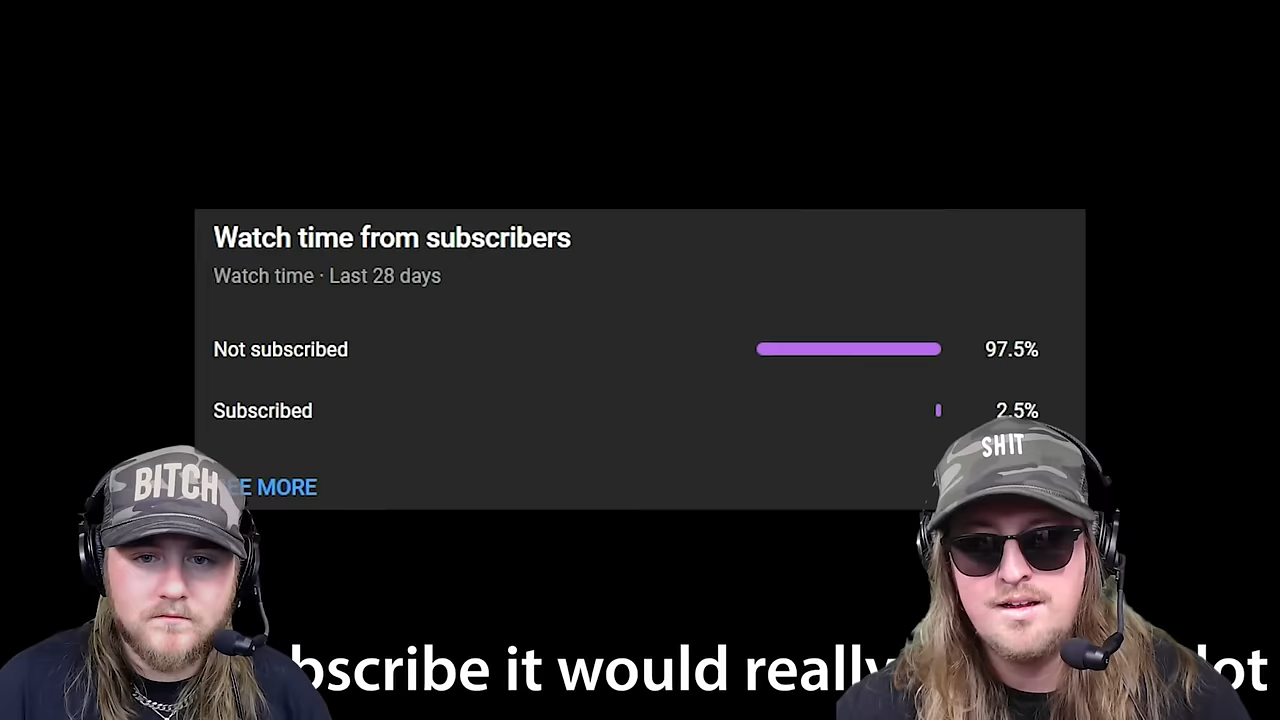 Watch time from subscribers
Watch time · Last 28 days
Not subscribed 97.5%
Subscribed 2.5%
SHIT
BITCH
EE MORE
bscribe it would really lot